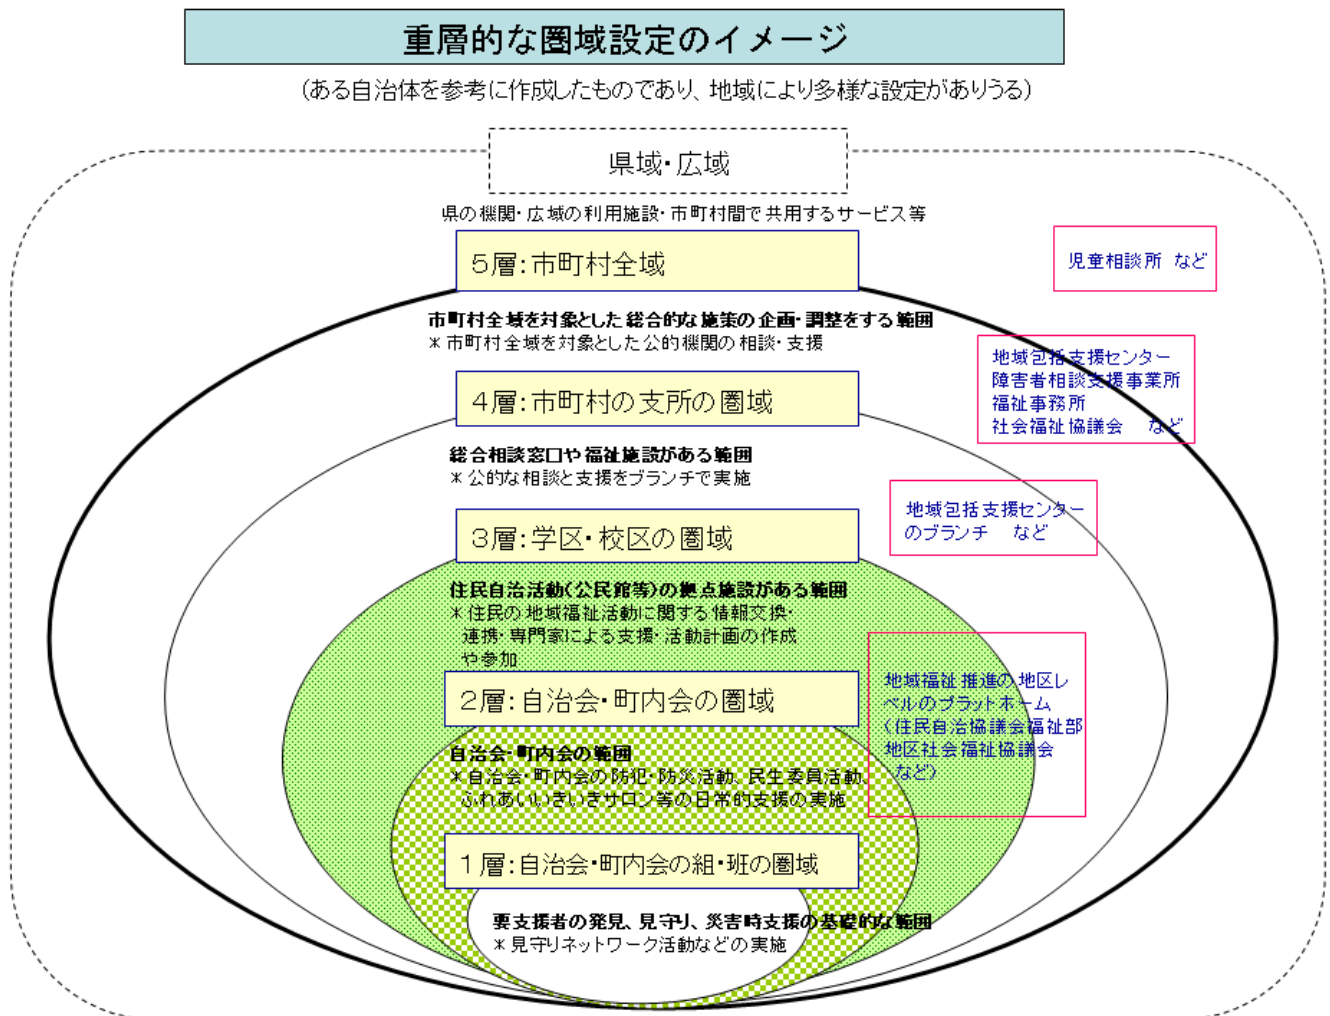 重層的な圏域設定のイメージ
(ある自治体を参考に作成したものであり、地域により多様な設定がありうる)
県域・広域
県の機関・広域の利用施設・市町村間で共用するサービス等
5層：市町村全域
児童相談所 など
市町村全域を対象とした総合的な施策の企画・調整をする範囲
＊市町村全域を対象とした公的機関の相談・支援
地域包括支援センター
障害者相談支援事業所
福祉事務所
社会福祉協議会 など
4層：市町村の支所の圏域
総合相談窓口や福祉施設がある範囲
＊公的な相談と支援をブランチで実施
地域包括支援センター
のブランチ など
3層：学区・校区の圏域
住民自治活動(公民館等)の拠点施設がある範囲
＊住民の地域福祉活動に関する情報交換・
連携・専門家による支援・活動計画の作成
や参加
地域福祉推進の地区レ
ベルのプラットホーム
(住民自治協議会福祉部
地区社会福祉協議会
など)
2層：自治会・町内会の圏域
自治会・町内会の範囲
＊自治会・町内会の防犯・防災活動、民生委員活動、
ふれあいいきいきサロン等の日常的支援の実施
1層：自治会・町内会の組・班の圏域
要支援者の発見、見守り、災害時支援の基礎的な範囲
＊見守りネットワーク活動などの実施